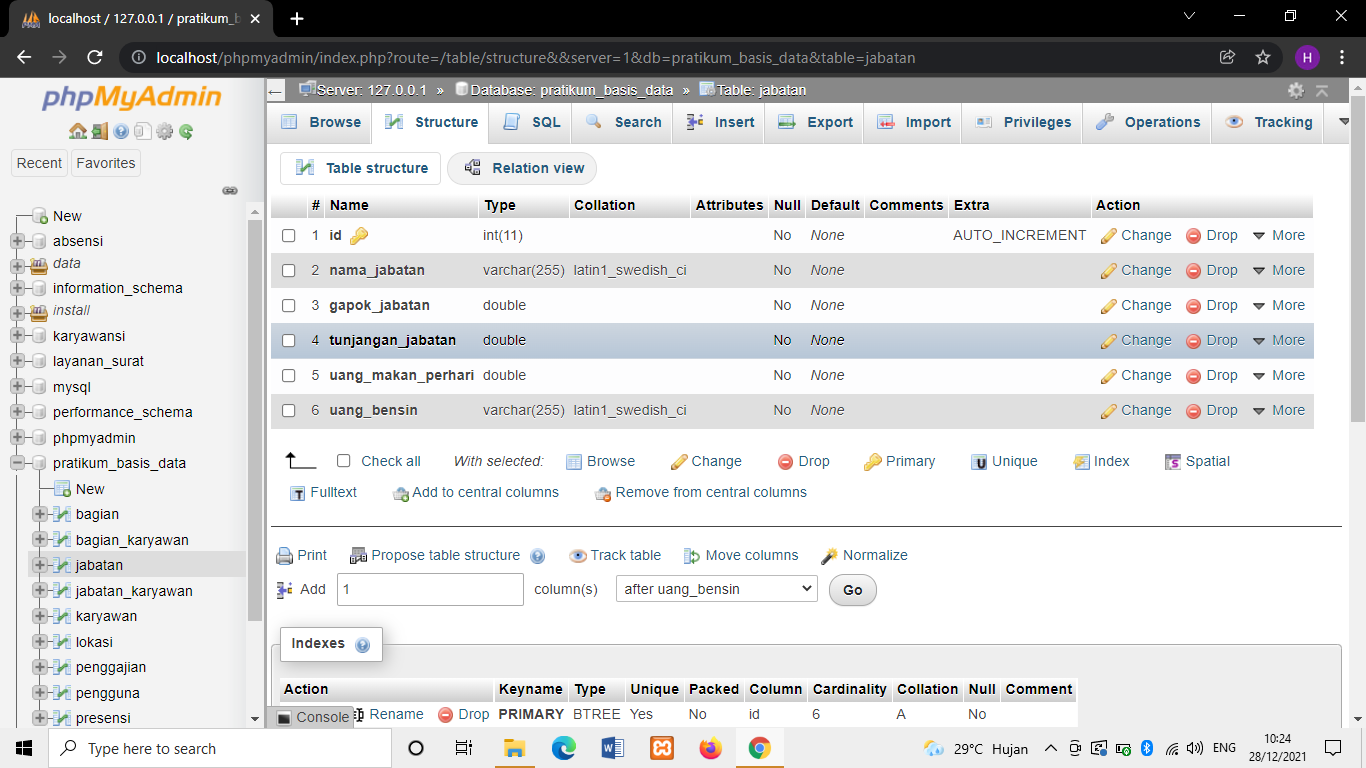 localhost / 127.0.0.1 / pratikum_b
localhost/phpmyadmin/index.php?route=/table/structure&&server=1&db=pratikum_basis_data&table=jabatan
H
phpMyAdmin
Recent Favorites
New
absensi
data
information_schema
install
karyawansi
layanan_surat
mysql
performance_schema
phpmyadmin
pratikum_basis_data
New
bagian
bagian_karyawan
jabatan
jabatan_karyawan
karyawan
lokasi
penggajian
pengguna
presensi
Server: 127.0.0.1 » Database: pratikum_basis_data » Table: jabatan
Browse Structure SQL Search Insert Export Import Privileges Operations Tracking
Table structure Relation view
# Name Type Collation Attributes Null Default Comments Extra Action
1 id int(11) No None AUTO_INCREMENT Change Drop More
2 nama_jabatan varchar(255) latin1_swedish_ci No None Change Drop More
3 gapok_jabatan double No None Change Drop More
4 tunjangan_jabatan double No None Change Drop More
5 uang_makan_perhari double No None Change Drop More
6 uang_bensin varchar(255) latin1_swedish_ci No None Change Drop More
Check all With selected: Browse Change Drop Primary Unique Index Spatial
Fulltext Add to central columns Remove from central columns
Print Propose table structure Track table Move columns Normalize
Add 1 column(s) after uang_bensin Go
Indexes
Action Keyname Type Unique Packed Column Cardinality Collation Null Comment
Rename Drop PRIMARY BTREE Yes No id 6 A No
Console
Type here to search
29°C Hujan ENG 10:24
28/12/2021